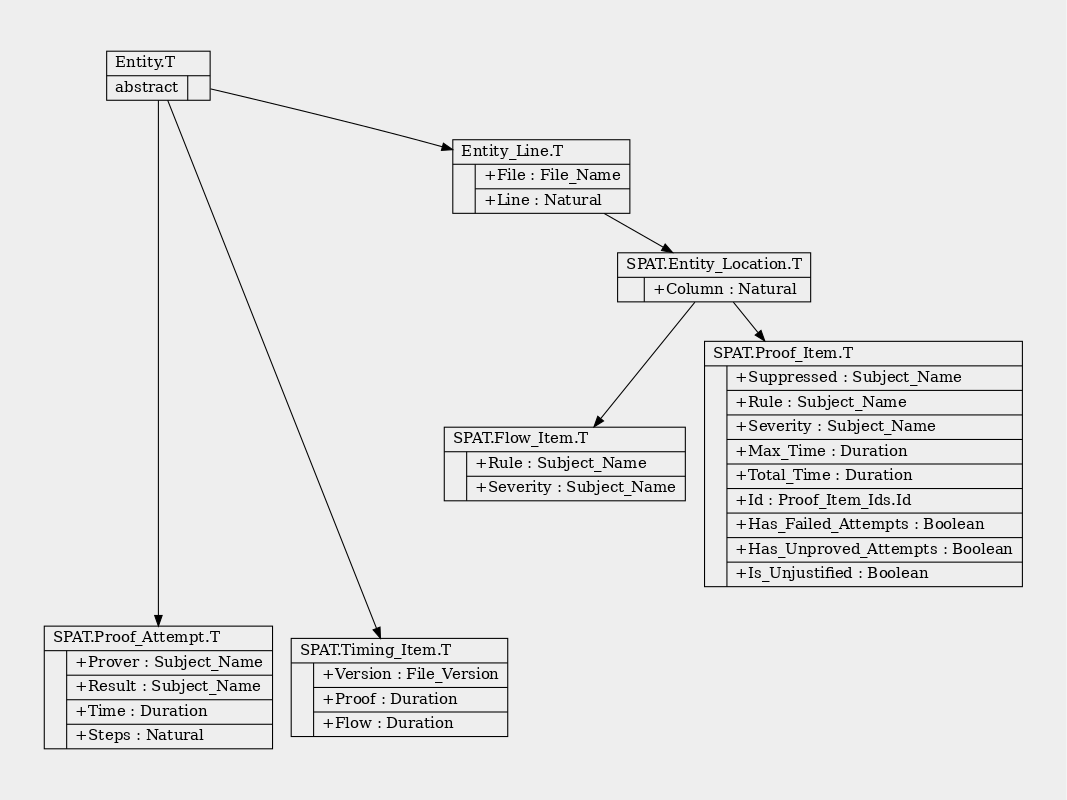 Entity.T
abstract
Entity_Line.T
+File : File_Name
+Line : Natural
SPAT.Entity_Location.T
+Column : Natural
SPAT.Proof_Item.T
+Suppressed : Subject_Name
+Rule : Subject_Name
+Severity : Subject_Name
+Max_Time : Duration
+Total_Time : Duration
+Id : Proof_Item_Ids.Id
+Has_Failed_Attempts : Boolean
+Has_Unproved_Attempts : Boolean
+Is_Unjustified : Boolean
SPAT.Flow_Item.T
+Rule : Subject_Name
+Severity : Subject_Name
SPAT.Proof_Attempt.T
+Prover : Subject_Name
+Result : Subject_Name
+Time : Duration
+Steps : Natural
SPAT.Timing_Item.T
+Version : File_Version
+Proof : Duration
+Flow : Duration